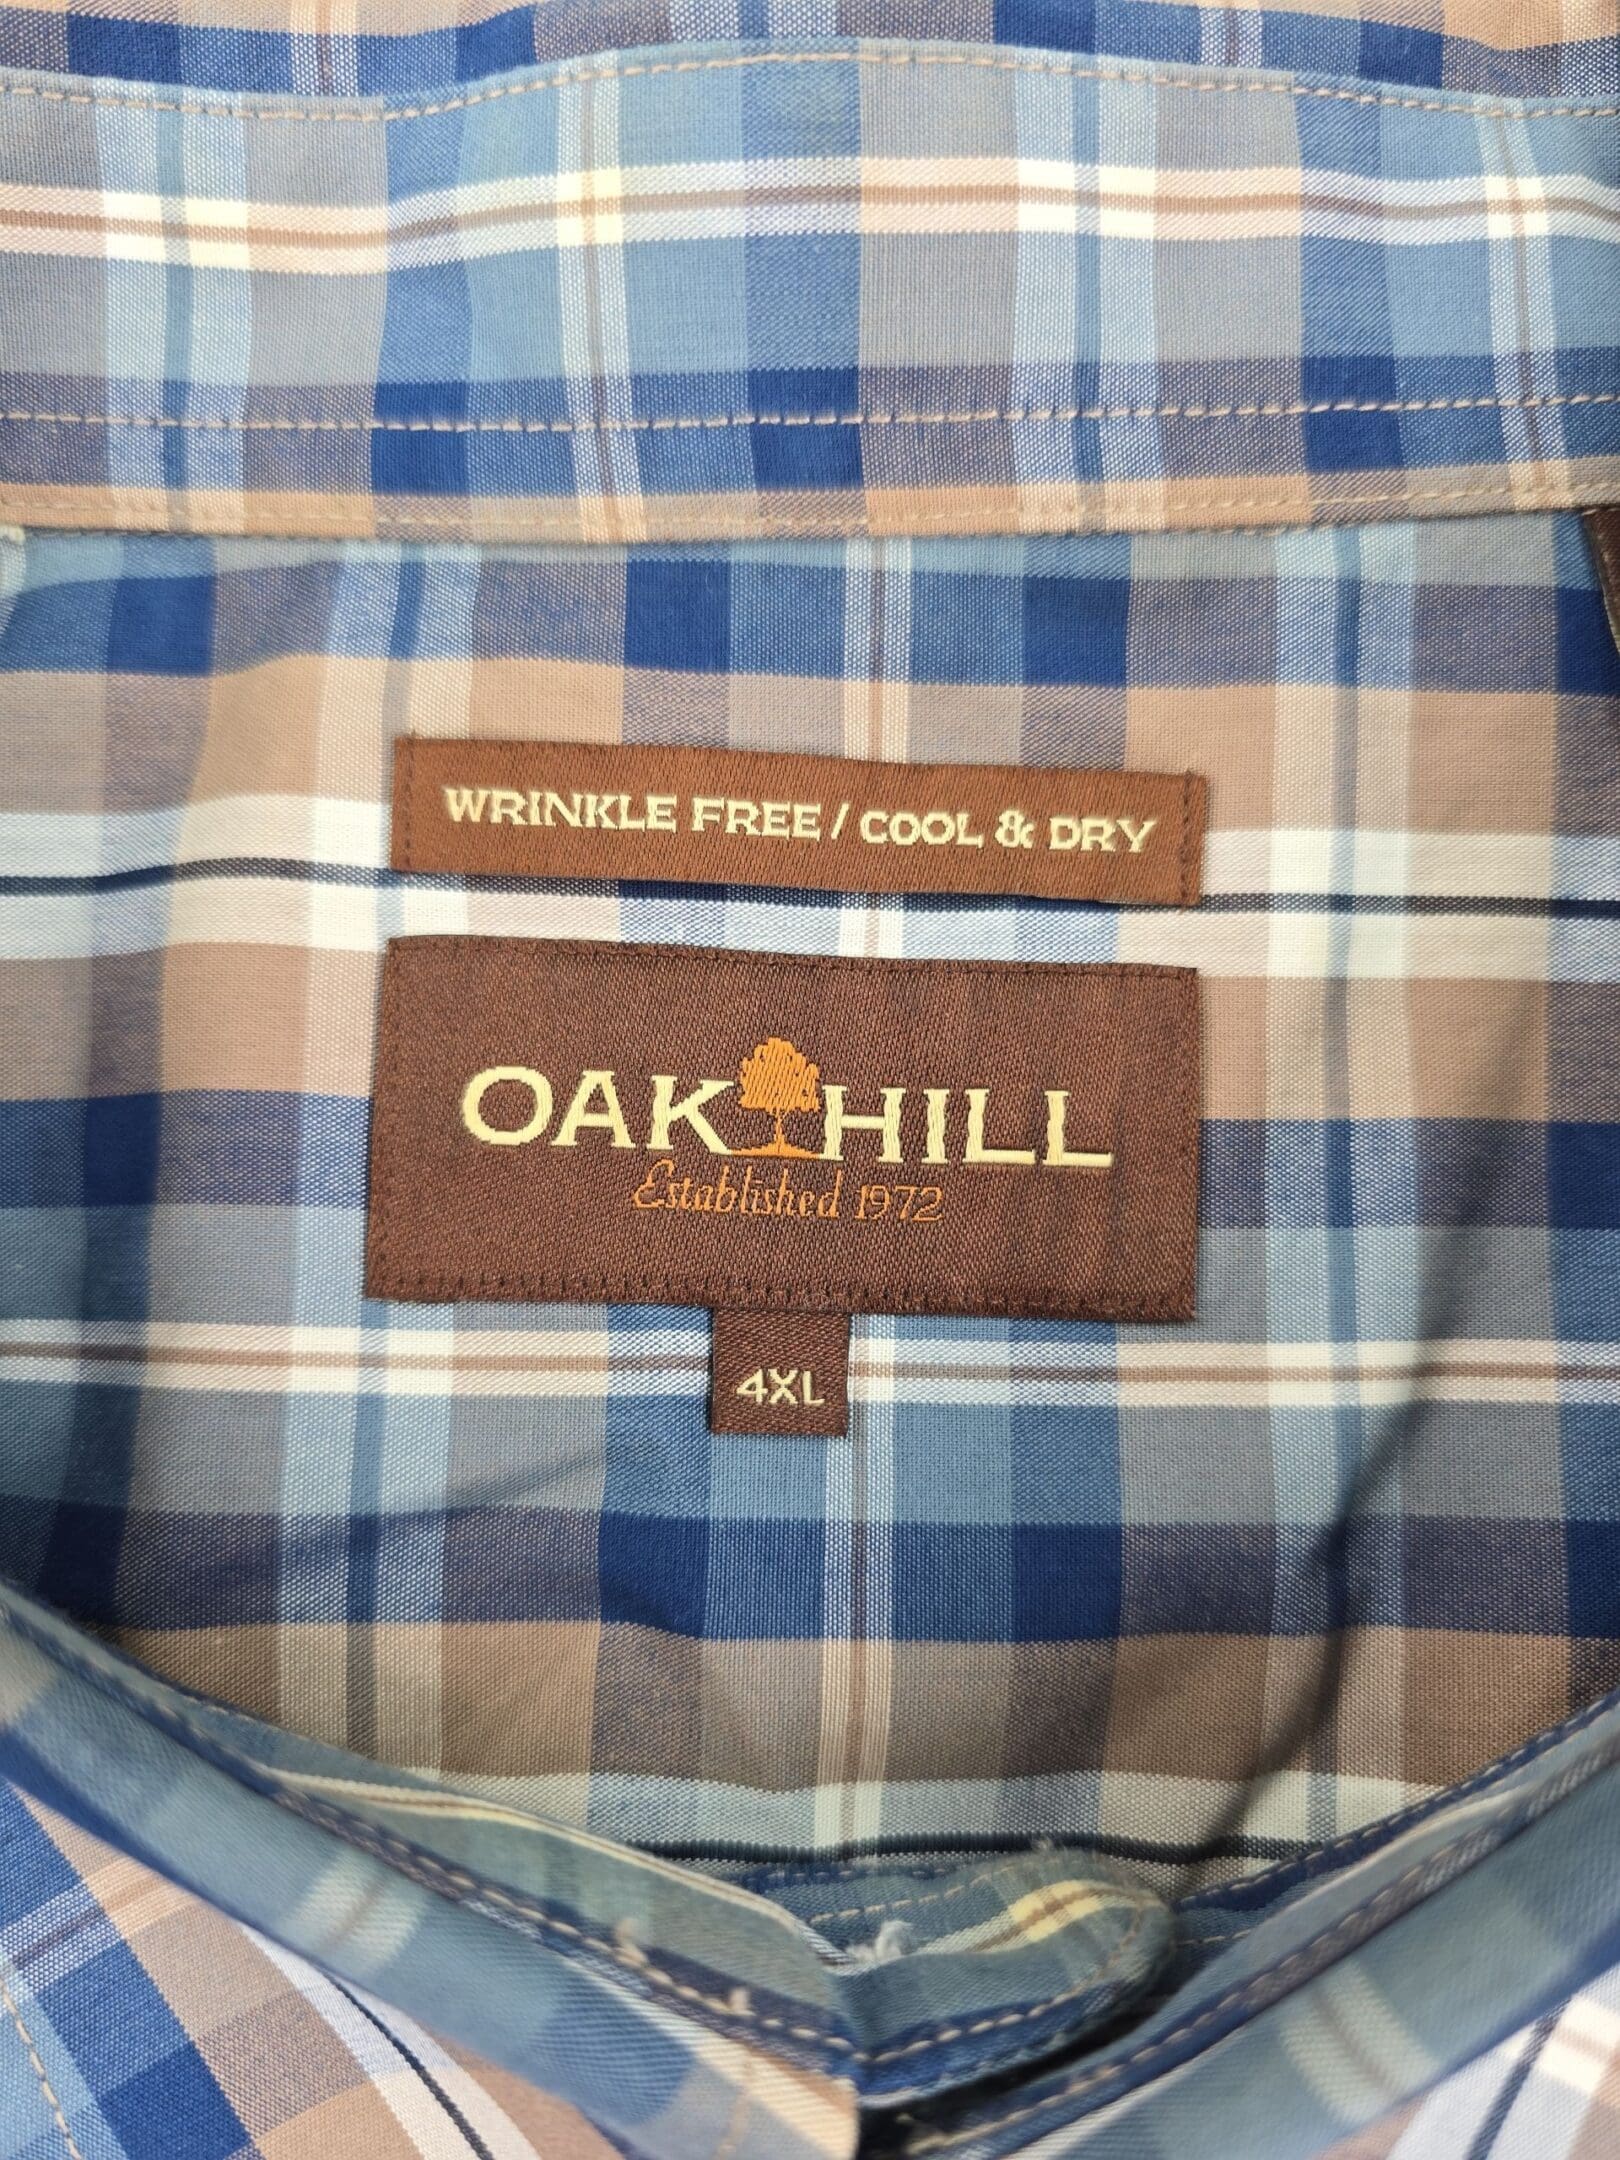 WRINKLE FREE / COOL & DRY
OAK HILL
Established 1972
4XL